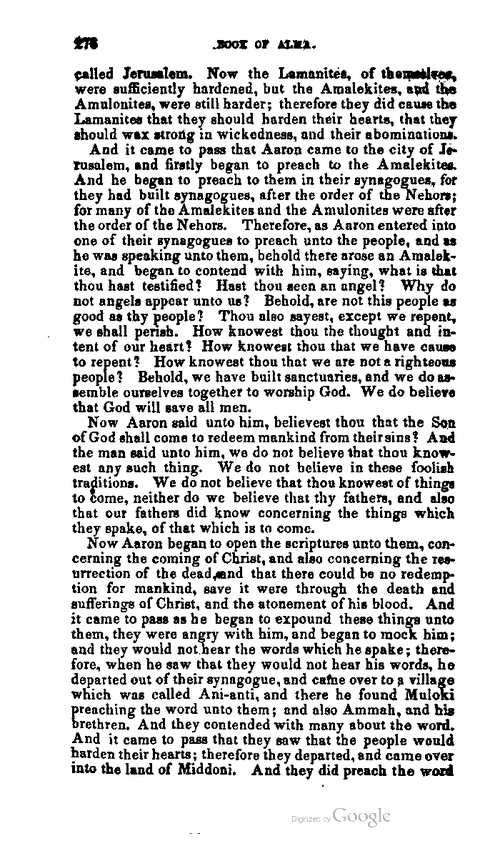 276 BOOK OF ALMA.
called Jerusalem. Now the Lamanites, of themselves,
were sufficiently hardened, but the Amalekites, and the
Amulonites, were still harder; therefore they did cause the
Lamanites that they should harden their hearts, that they
should wax strong in wickedness, and their abominations.
And it came to pass that Aaron came to the city of Je-
rusalem, and firstly began to preach to the Amalekites.
And he began to preach to them in their synagogues, for
they had built synagogues, after the order of the Nehors;
for many of the Amalekites and the Amulonites were after
the order of the Nehors. Therefore, as Aaron entered into
one of their synagogues to preach unto the people, and as
he was speaking unto them, behold there arose an Amalek-
ite, and began to contend with him, saying, what is that
thou hast testified? Hast thou seen an angel? Why do
not angels appear unto us? Behold, are not this people as
good as thy people? Thou also sayest, except we repent,
we shall perish. How knowest thou the thought and in-
tent of our heart? How knowest thou that we have cause
to repent? How knowest thou that we are not a righteous
people? Behold, we have built sanctuaries, and we do as-
semble ourselves together to worship God. We do believe
that God will save all men.
Now Aaron said unto him, believest thou that the Son
of God shall come to redeem mankind from their sins? And
the man said unto him, we do not believe that thou know-
est any such thing. We do not believe in these foolish
traditions. We do not believe that thou knowest of things
to come, neither do we believe that thy fathers, and also
that our fathers did know concerning the things which
they spake, of that which is to come.
Now Aaron began to open the scriptures unto them, con-
cerning the coming of Christ, and also concerning the res-
urrection of the dead, and that there could be no redemp-
tion for mankind, save it were through the death and
sufferings of Christ, and the atonement of his blood. And
it came to pass as he began to expound these things unto
them, they were angry with him, and began to mock him;
and they would not hear the words which he spake; there-
fore, when he saw that they would not hear his words, he
departed out of their synagogue, and came over to a village
which was called Ani-anti, and there he found Muloki
preaching the word unto them; and also Ammah, and his
brethren. And they contended with many about the word.
And it came to pass that they saw that the people would
harden their hearts; therefore they departed, and came over
into the land of Middoni. And they did preach the word
Digitized by Google